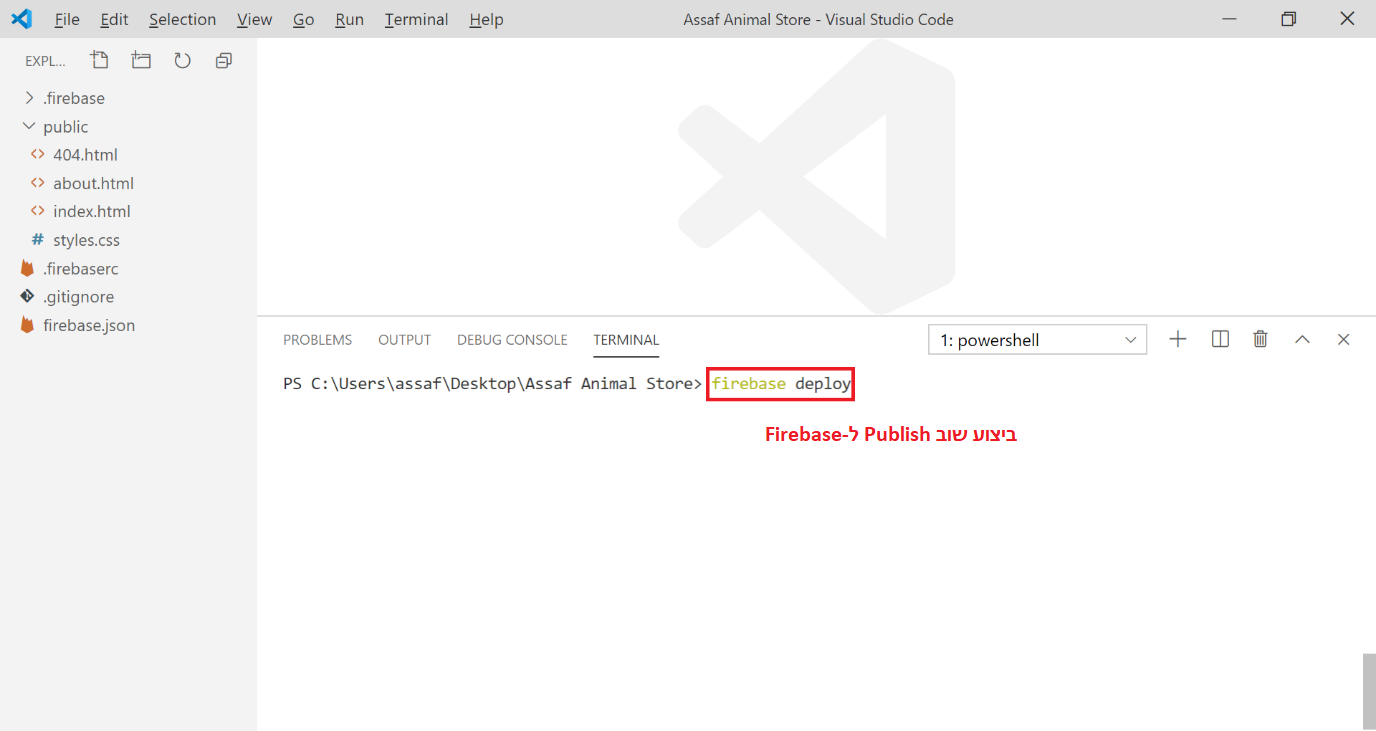 File Edit Selection View Go Run Terminal Help Assaf Animal Store - Visual Studio Code
EXPL...
.firebase
public
404.html
about.html
index.html
styles.css
.firebaserc
.gitignore
firebase.json
PROBLEMS OUTPUT DEBUG CONSOLE TERMINAL 1: powershell
PS C:\Users\assaf\Desktop\Assaf Animal Store> firebase deploy
ביצוע שוב Publish ל-Firebase